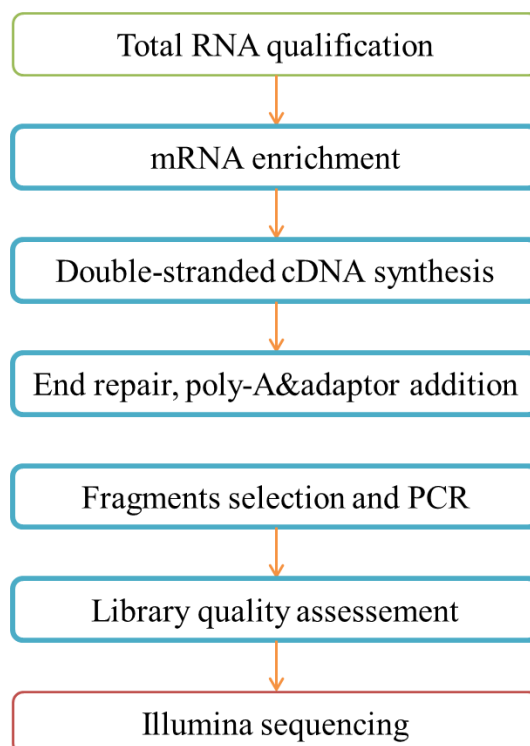 Total RNA qualification
mRNA enrichment
Double-stranded cDNA synthesis
End repair, poly-A&adaptor addition
Fragments selection and PCR
Library quality assessement
Illumina sequencing